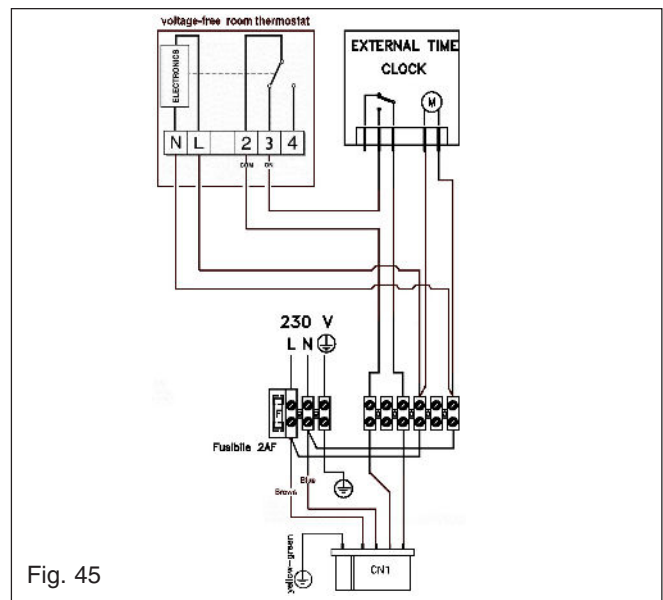 voltage-free room thermostat
ELECTRONICS
N L 2 3 4
COM ON
EXTERNAL TIME
CLOCK
M
230 V
L N
F
Fusibile 2AF
Blue
Brown
yellow-green
CN1
Fig. 45